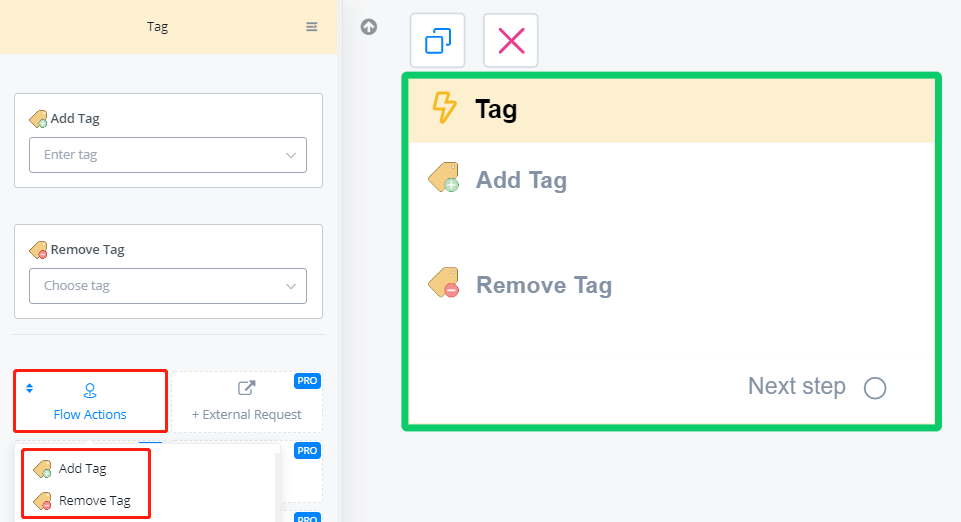 Tag
Add Tag
Enter tag
Remove Tag
Choose tag
Flow Actions
PRO
+ External Request
PRO
Add Tag
Remove Tag
PRO
Tag
Add Tag
Remove Tag
Next step